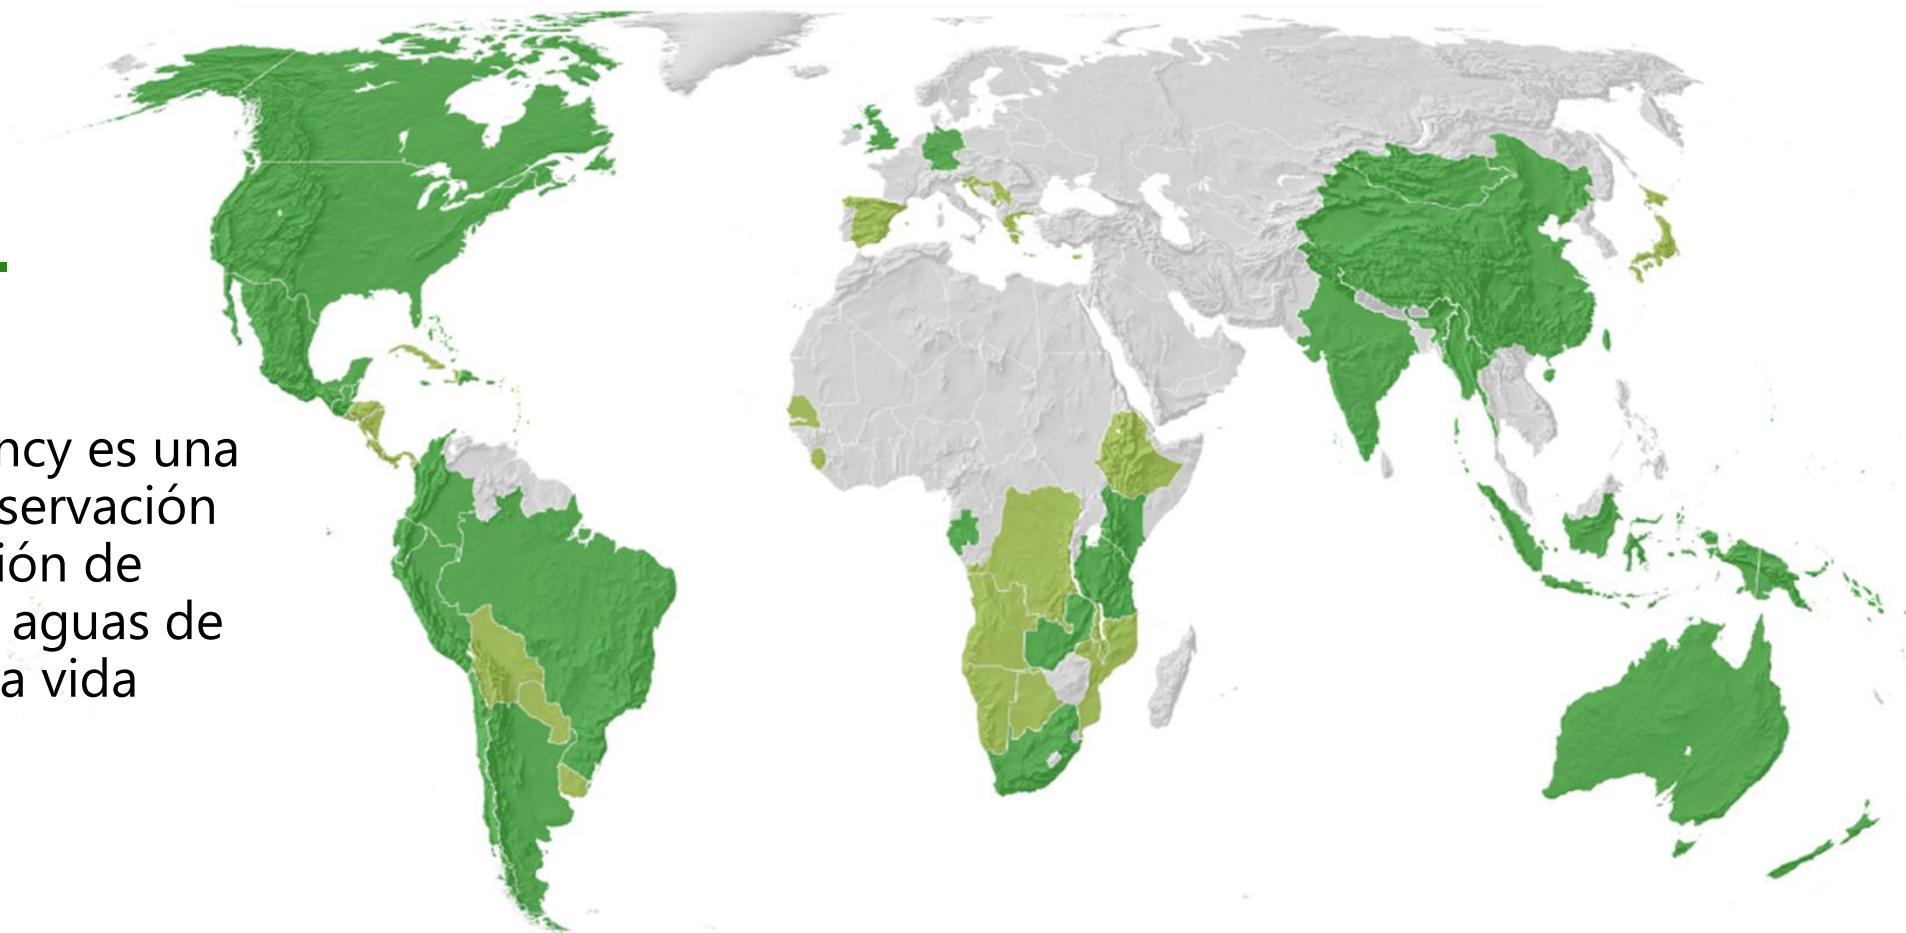 ncy es una
servación
ión de
aguas de
a vida